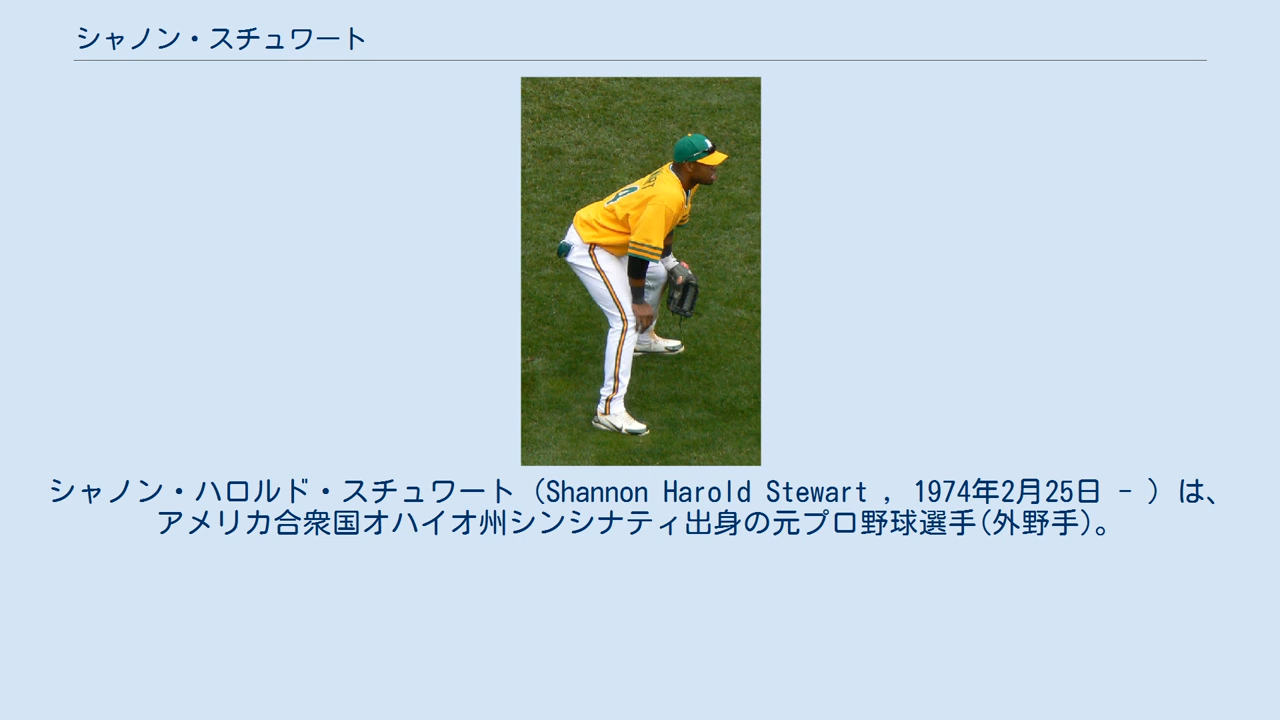 シャノン・スチュワート
シャノン・ハロルド・スチュワート（Shannon Harold Stewart , 1974年2月25日 - ）は、
アメリカ合衆国オハイオ州シンシナティ出身の元プロ野球選手(外野手)。